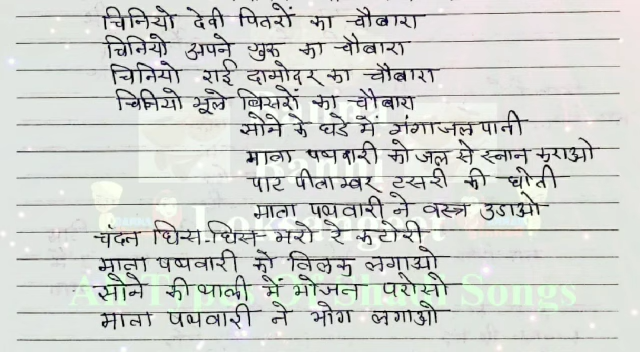 चिनियो देवी पितरों का चौबारा
चिनियो अपने गुरु का चौबारा
चिनियो राई दामोदर का चौबारा
चिनियो भूले बिसरों का चौबारा
सोने के घडे में गंगाजल पानी
माता पथवारी को जल से स्नान कराओ
पाट पीताम्बर टसरी की धोती
माता पथवारी ने वस्त्र उडाओ
चंदन घिस-घिस भरो रे कटोरी
माता पथवारी को तिलक लगाओ
सोने की थाली में भोजन परोसो
माता पथवारी ने भोग लगाओ